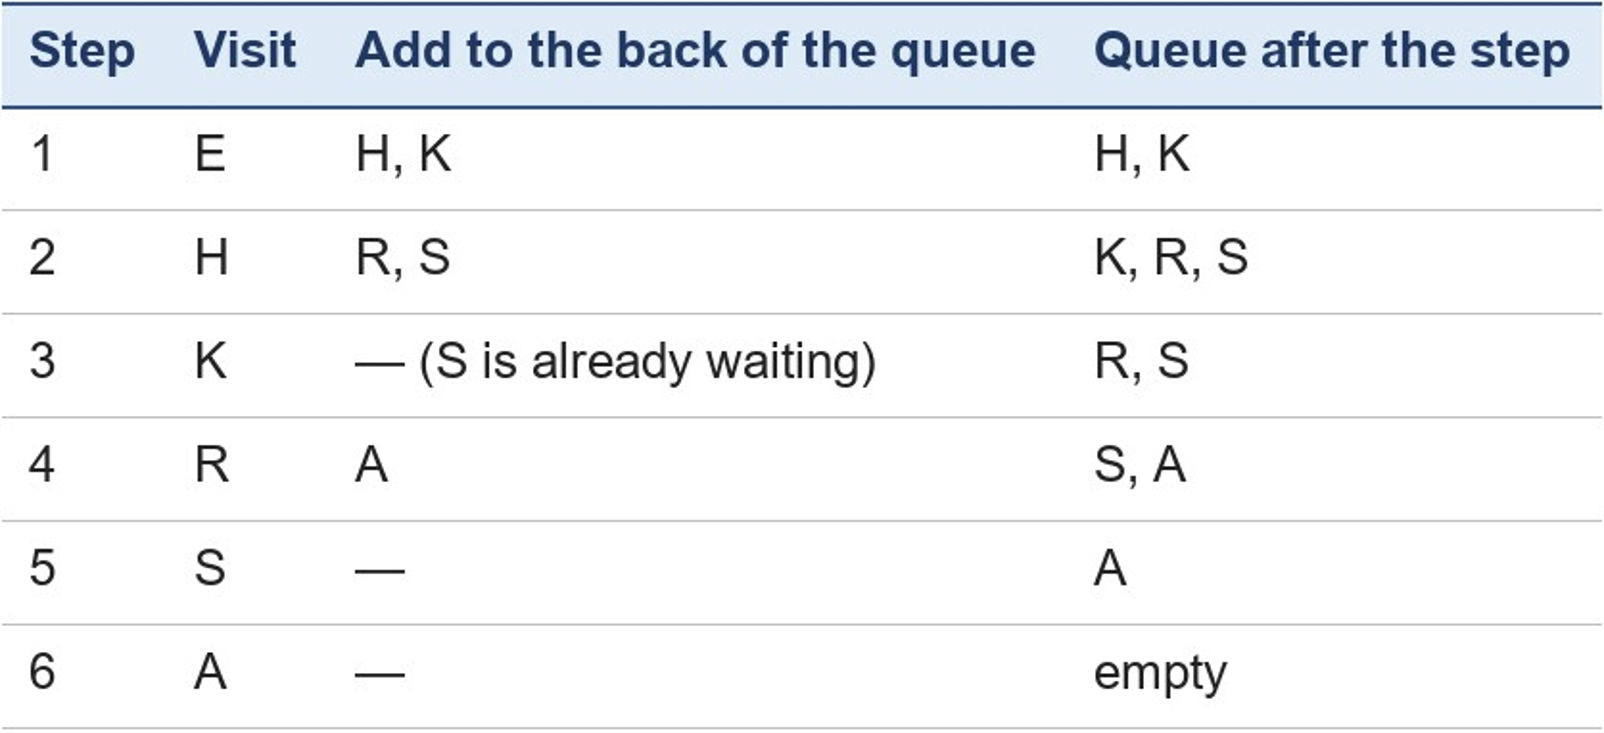 Step Visit Add to the back of the queue Queue after the step
1 E H, K H, K
2 H R, S K, R, S
3 K — (S is already waiting) R, S
4 R A S, A
5 S — A
6 A — empty